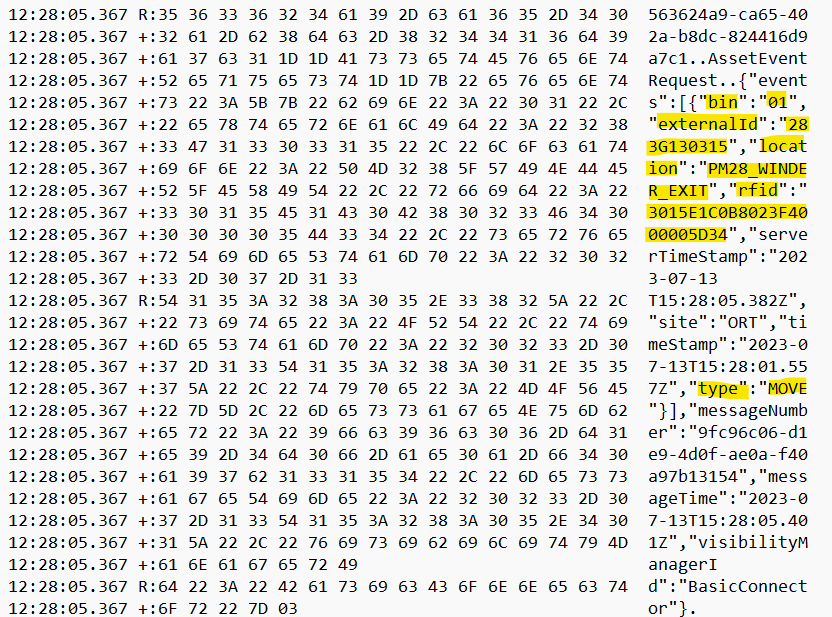 12:28:05.367 R:35 36 33 36 32 34 61 39 2D 63 61 36 35 2D 34 30 563624a9-ca65-40
12:28:05.367 +:32 61 2D 62 38 64 63 2D 38 32 34 34 31 36 64 39 2a-b8dc-824416d9
12:28:05.367 +:61 37 63 31 1D 1D 41 73 73 65 74 45 76 65 6E 74 a7c1..AssetEvent
12:28:05.367 +:52 65 71 75 65 73 74 1D 1D 7B 22 65 76 65 6E 74 Request..{"event
12:28:05.367 +:73 22 3A 5B 7B 22 62 69 6E 22 3A 22 30 31 22 2C s":[{"bin":"01",
12:28:05.367 +:22 65 78 74 65 72 6E 61 6C 49 64 22 3A 22 32 38 "externalId":"28
12:28:05.367 +:33 47 31 33 30 33 31 35 22 2C 22 6C 6F 63 61 74 3G130315","locat
12:28:05.367 +:69 6F 6E 22 3A 22 50 4D 32 38 5F 57 49 4E 44 45 ion":"PM28_WINDE
12:28:05.367 +:52 5F 45 58 49 54 22 2C 22 72 66 69 64 22 3A 22 R_EXIT","rfid":"
12:28:05.367 +:33 30 31 35 45 31 43 30 42 38 30 32 33 46 34 30 3015E1C0B8023F40
12:28:05.367 +:30 30 30 30 35 44 33 34 22 2C 22 73 65 72 76 65 00005D34","serve
12:28:05.367 +:72 54 69 6D 65 53 74 61 6D 70 22 3A 22 32 30 32 rTimeStamp":"202
12:28:05.367 +:33 2D 30 37 2D 31 33 3-07-13
12:28:05.367 R:54 31 35 3A 32 38 3A 30 35 2E 33 38 32 5A 22 2C T15:28:05.382Z",
12:28:05.367 +:22 73 69 74 65 22 3A 22 4F 52 54 22 2C 22 74 69 "site":"ORT","ti
12:28:05.367 +:6D 65 53 74 61 6D 70 22 3A 22 32 30 32 33 2D 30 meStamp":"2023-0
12:28:05.367 +:37 2D 31 33 54 31 35 3A 32 38 3A 30 31 2E 35 35 7-13T15:28:01.55
12:28:05.367 +:37 5A 22 2C 22 74 79 70 65 22 3A 22 4D 4F 56 45 7Z","type":"MOVE
12:28:05.367 +:22 7D 5D 2C 22 6D 65 73 73 61 67 65 4E 75 6D 62 "}],"messageNumb
12:28:05.367 +:65 72 22 3A 22 39 66 63 39 36 63 30 36 2D 64 31 er":"9fc96c06-d1
12:28:05.367 +:65 39 2D 34 64 30 66 2D 61 65 30 61 2D 66 34 30 e9-4d0f-ae0a-f40
12:28:05.367 +:61 39 37 62 31 33 31 35 34 22 2C 22 6D 65 73 73 a97b13154","mess
12:28:05.367 +:61 67 65 54 69 6D 65 22 3A 22 32 30 32 33 2D 30 ageTime":"2023-0
12:28:05.367 +:37 2D 31 33 54 31 35 3A 32 38 3A 30 35 2E 34 30 7-13T15:28:05.40
12:28:05.367 +:31 5A 22 2C 22 76 69 73 69 62 69 6C 69 74 79 4D 1Z","visibilityM
12:28:05.367 +:61 6E 61 67 65 72 49 anagerI
12:28:05.367 R:64 22 3A 22 42 61 73 69 63 43 6F 6E 6E 65 63 74 d":"BasicConnect
12:28:05.367 +:6F 72 22 7D 03 or"}.